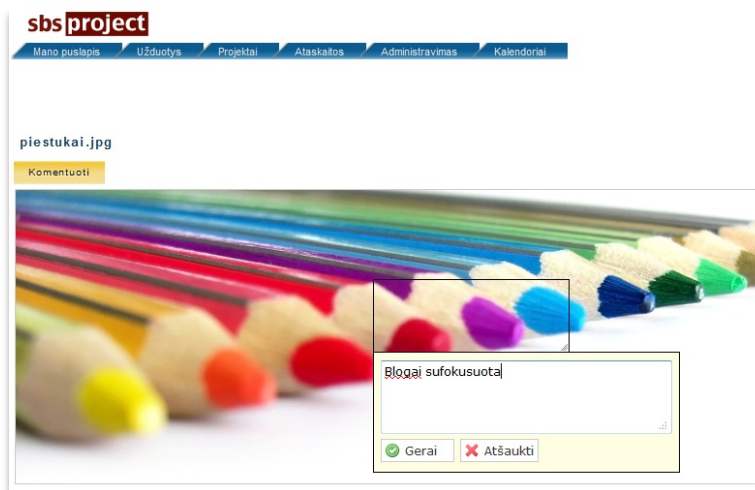 sbs project
Mano puslapis Užduotys Projektai Ataskaitos Administravimas Kalendoriai
piestukai.jpg
Komentuoti
Blogai sufokusuota
Gerai Atšaukti